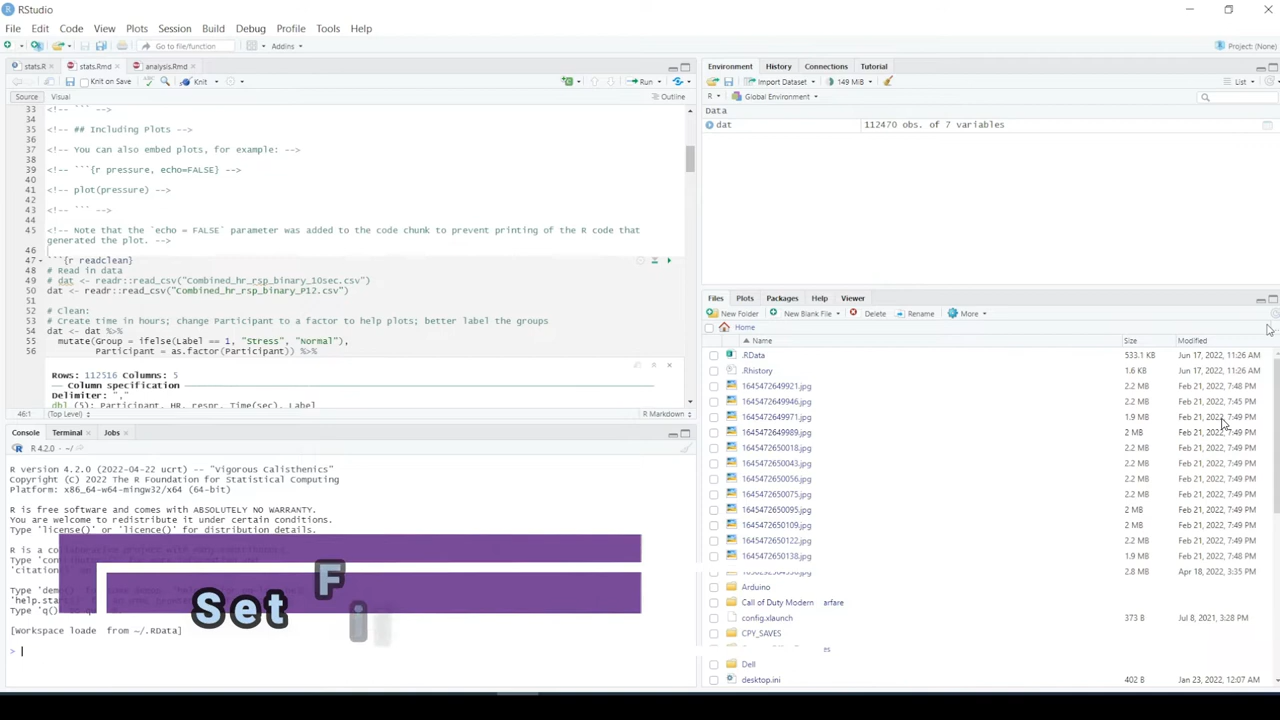 RStudio
File Edit Code View Plots Session Build Debug Profile Tools Help
Go to file/function Addins Project: (None)
stats.R stats.Rmd analysis.Rmd
Knit on Save Knit Run
Source Visual Outline
33 <!-- ``` -->
34
35 <!-- ## Including Plots -->
36
37 <!-- You can also embed plots, for example: -->
38
39 <!-- ```{r pressure, echo=FALSE} -->
40
41 <!-- plot(pressure) -->
42
43 <!-- ``` -->
44
45 <!-- Note that the `echo = FALSE` parameter was added to the code chunk to prevent printing of the R code that
generated the plot. -->
46
47 ```{r readclean}
48 # Read in data
49 # dat <- readr::read_csv("Combined_hr_rsp_binary_10sec.csv")
50 dat <- readr::read_csv("Combined_hr_rsp_binary_P12.csv")
51
52 # Clean:
53 # Create time in hours; change Participant to a factor to help plots; better label the groups
54 dat <- dat %>%
55 mutate(Group = ifelse(Label == 1, "Stress", "Normal"),
56 Participant = as.factor(Participant)) %>%
Rows: 112516 Columns: 5
── Column specification
Delimiter: ","
dbl (5): Participant, HR, respr, Time(sec), Label
46:1 (Top Level) R Markdown
Console Terminal Jobs
R 4.2.0 · ~/
R version 4.2.0 (2022-04-22 ucrt) -- "Vigorous Calisthenics"
Copyright (C) 2022 The R Foundation for Statistical Computing
Platform: x86_64-w64-mingw32/x64 (64-bit)
R is free software and comes with ABSOLUTELY NO WARRANTY.
You are welcome to redistribute it under certain conditions.
Type 'license()' or 'licence()' for distribution details.
R is a
Type
'citation()'
Type 'demo()'
'help.start()'
Type 'q()'
[Workspace loade from ~/.RData]
>
Set Fi
Environment History Connections Tutorial
Import Dataset 149 MiB List
R Global Environment
Data
dat 112470 obs. of 7 variables
Files Plots Packages Help Viewer
New Folder New Blank File Delete Rename More
Home
Name Size Modified
.RData 533.1 KB Jun 17, 2022, 11:26 AM
.Rhistory 1.6 KB Jun 17, 2022, 11:26 AM
1645472649921.jpg 2.2 MB Feb 21, 2022, 7:48 PM
1645472649946.jpg 2.2 MB Feb 21, 2022, 7:45 PM
1645472649971.jpg 1.9 MB Feb 21, 2022, 7:49 PM
1645472649989.jpg 2 MB Feb 21, 2022, 7:49 PM
1645472650018.jpg 2.2 MB Feb 21, 2022, 7:49 PM
1645472650043.jpg 2.2 MB Feb 21, 2022, 7:49 PM
1645472650056.jpg 2.2 MB Feb 21, 2022, 7:49 PM
1645472650075.jpg 2.2 MB Feb 21, 2022, 7:49 PM
1645472650095.jpg 2 MB Feb 21, 2022, 7:49 PM
1645472650109.jpg 2 MB Feb 21, 2022, 7:49 PM
1645472650122.jpg 2.2 MB Feb 21, 2022, 7:49 PM
1645472650138.jpg 1.9 MB Feb 21, 2022, 7:48 PM
2.8 MB Apr 18, 2022, 3:35 PM
Arduino
Call of Duty Modern arfare
config.xlaunch 373 B Jul 8, 2021, 3:28 PM
CPY_SAVES
Dell
desktop.ini 402 B Jan 23, 2022, 12:07 AM